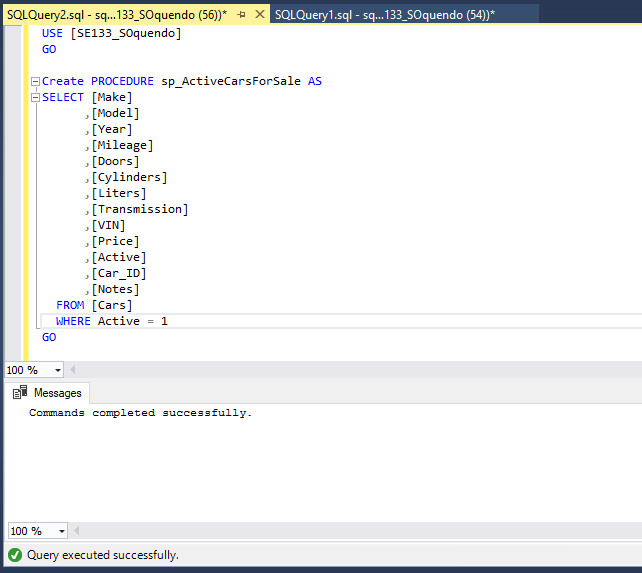 SQLQuery2.sql - sq...133_SOquendo (56))* SQLQuery1.sql - sq...133_SOquendo (54))*
USE [SE133_SOquendo]
GO
Create PROCEDURE sp_ActiveCarsForSale AS
SELECT [Make]
,[Model]
,[Year]
,[Mileage]
,[Doors]
,[Cylinders]
,[Liters]
,[Transmission]
,[VIN]
,[Price]
,[Active]
,[Car_ID]
,[Notes]
FROM [Cars]
WHERE Active = 1
GO
100 %
Messages
Commands completed successfully.
100 %
Query executed successfully.